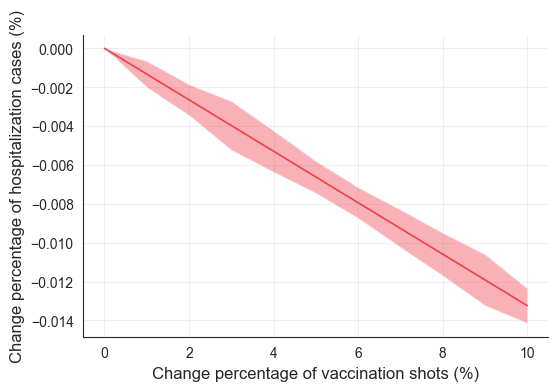 Change percentage of hospitalization cases (%)
0.000
−0.002
−0.004
−0.006
−0.008
−0.010
−0.012
−0.014
0 2 4 6 8 10
Change percentage of vaccination shots (%)